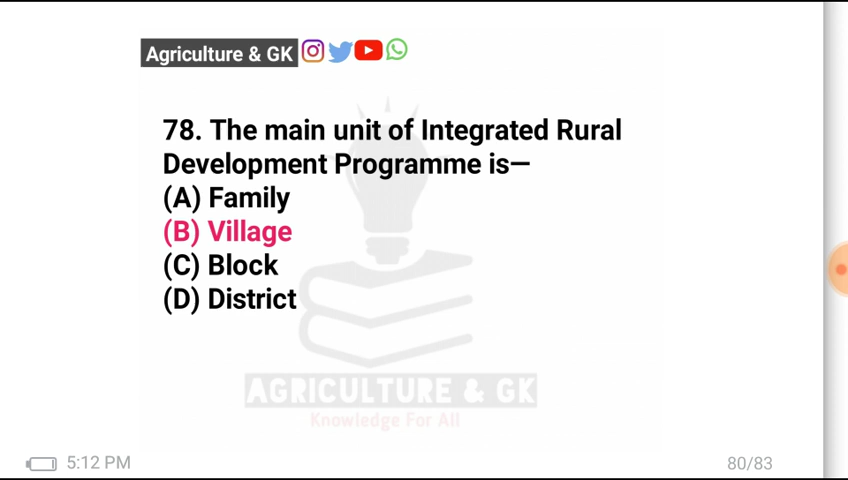 Agriculture & GK
78. The main unit of Integrated Rural
Development Programme is—
(A) Family
(B) Village
(C) Block
(D) District
AGRICULTURE & GK
Knowledge For All
5:12 PM
80/83